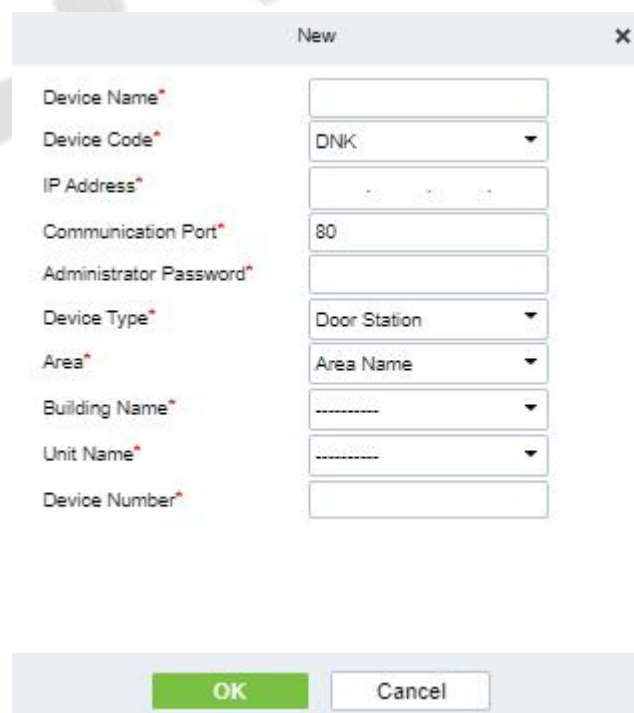 New ×
Device Name*
Device Code* DNK
IP Address* . . .
Communication Port* 80
Administrator Password*
Device Type* Door Station
Area* Area Name
Building Name* ----------
Unit Name* ----------
Device Number*
OK Cancel